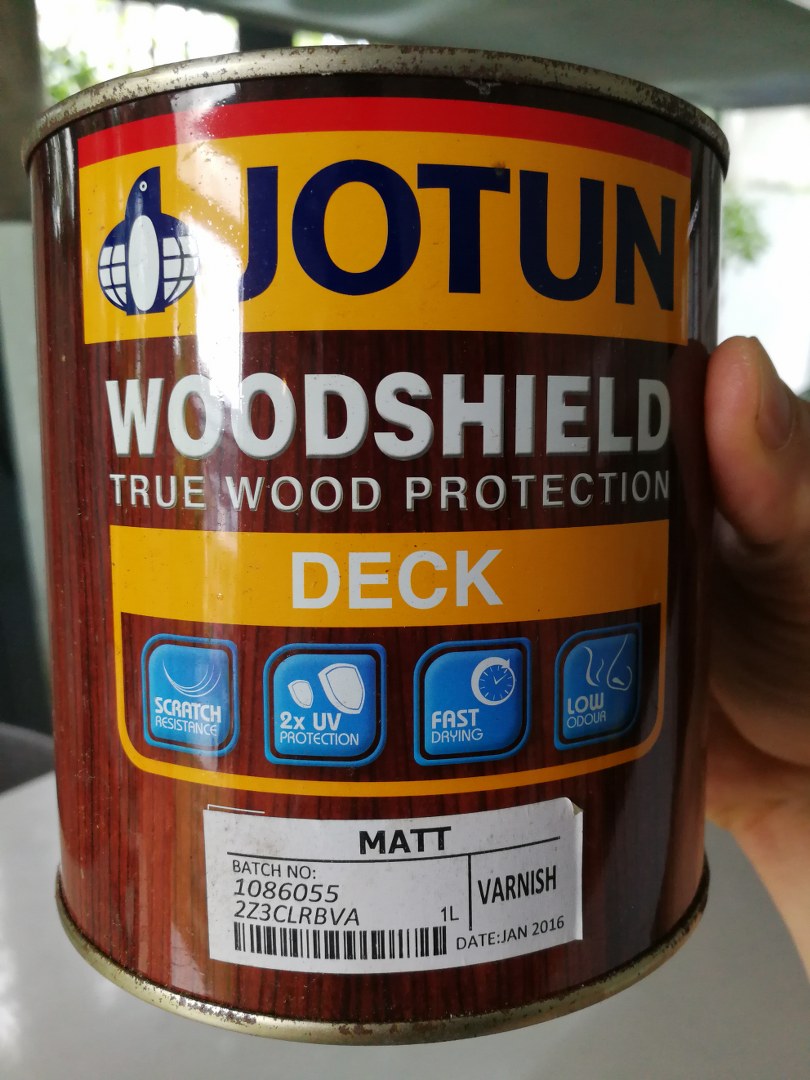 JOTUN
WOODSHIELD
TRUE WOOD PROTECTION
DECK
SCRATCH
RESISTANCE
2x UV
PROTECTION
FAST
DRYING
LOW
ODOUR
MATT
BATCH NO:
1086055
2Z3CLRBVA
1L
VARNISH
DATE:JAN 2016